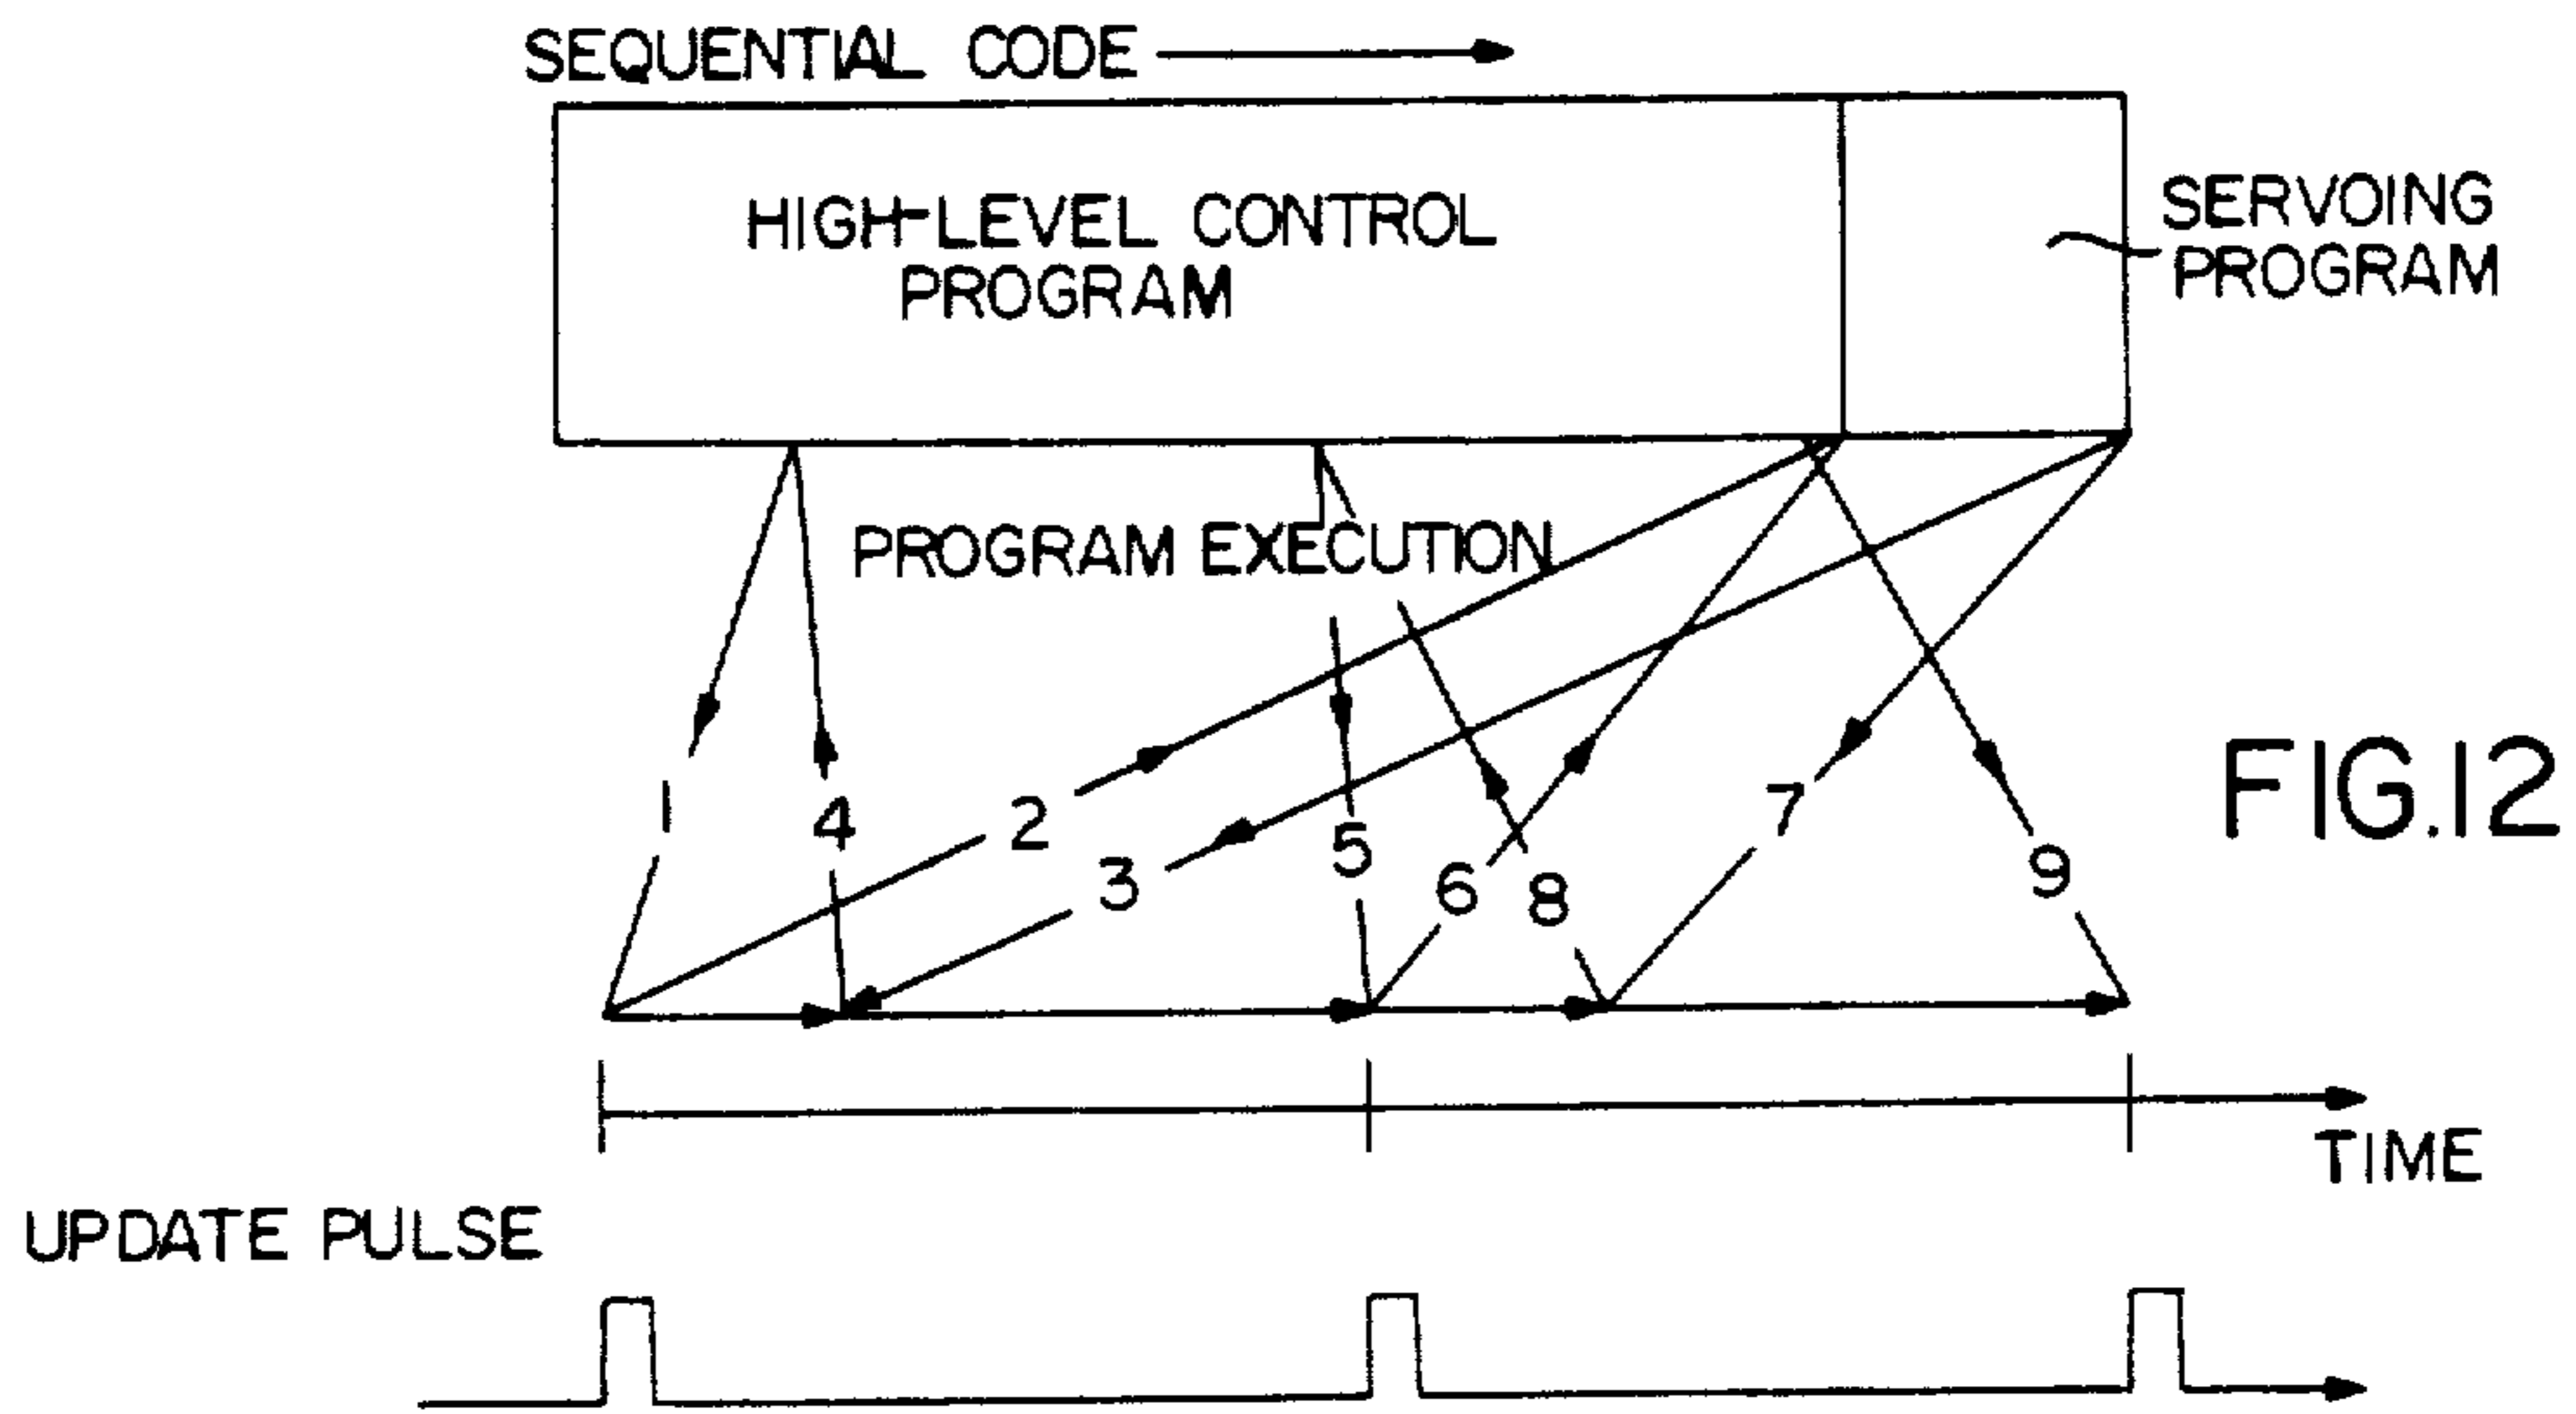 SEQUENTIAL CODE
HIGH-LEVEL CONTROL
PROGRAM
SERVOING
PROGRAM
PROGRAM EXECUTION
1
4
2
3
5
6
8
7
9
FIG.12
TIME
UPDATE PULSE